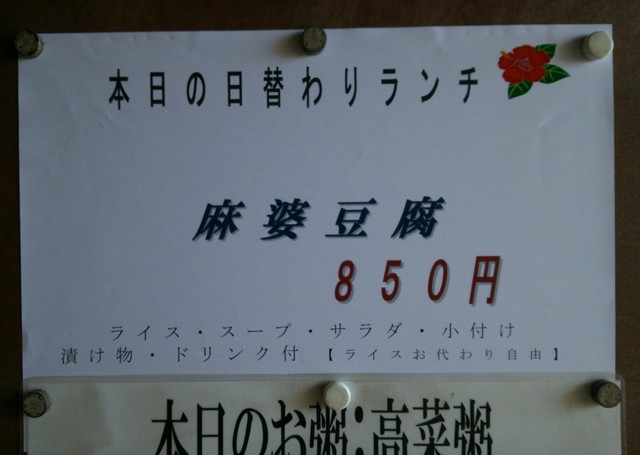 本日の日替わりランチ
麻婆豆腐
850円
ライス・スープ・サラダ・小付け
漬け物・ドリンク付 【ライスお代わり自由】
本日のお粥:高菜粥